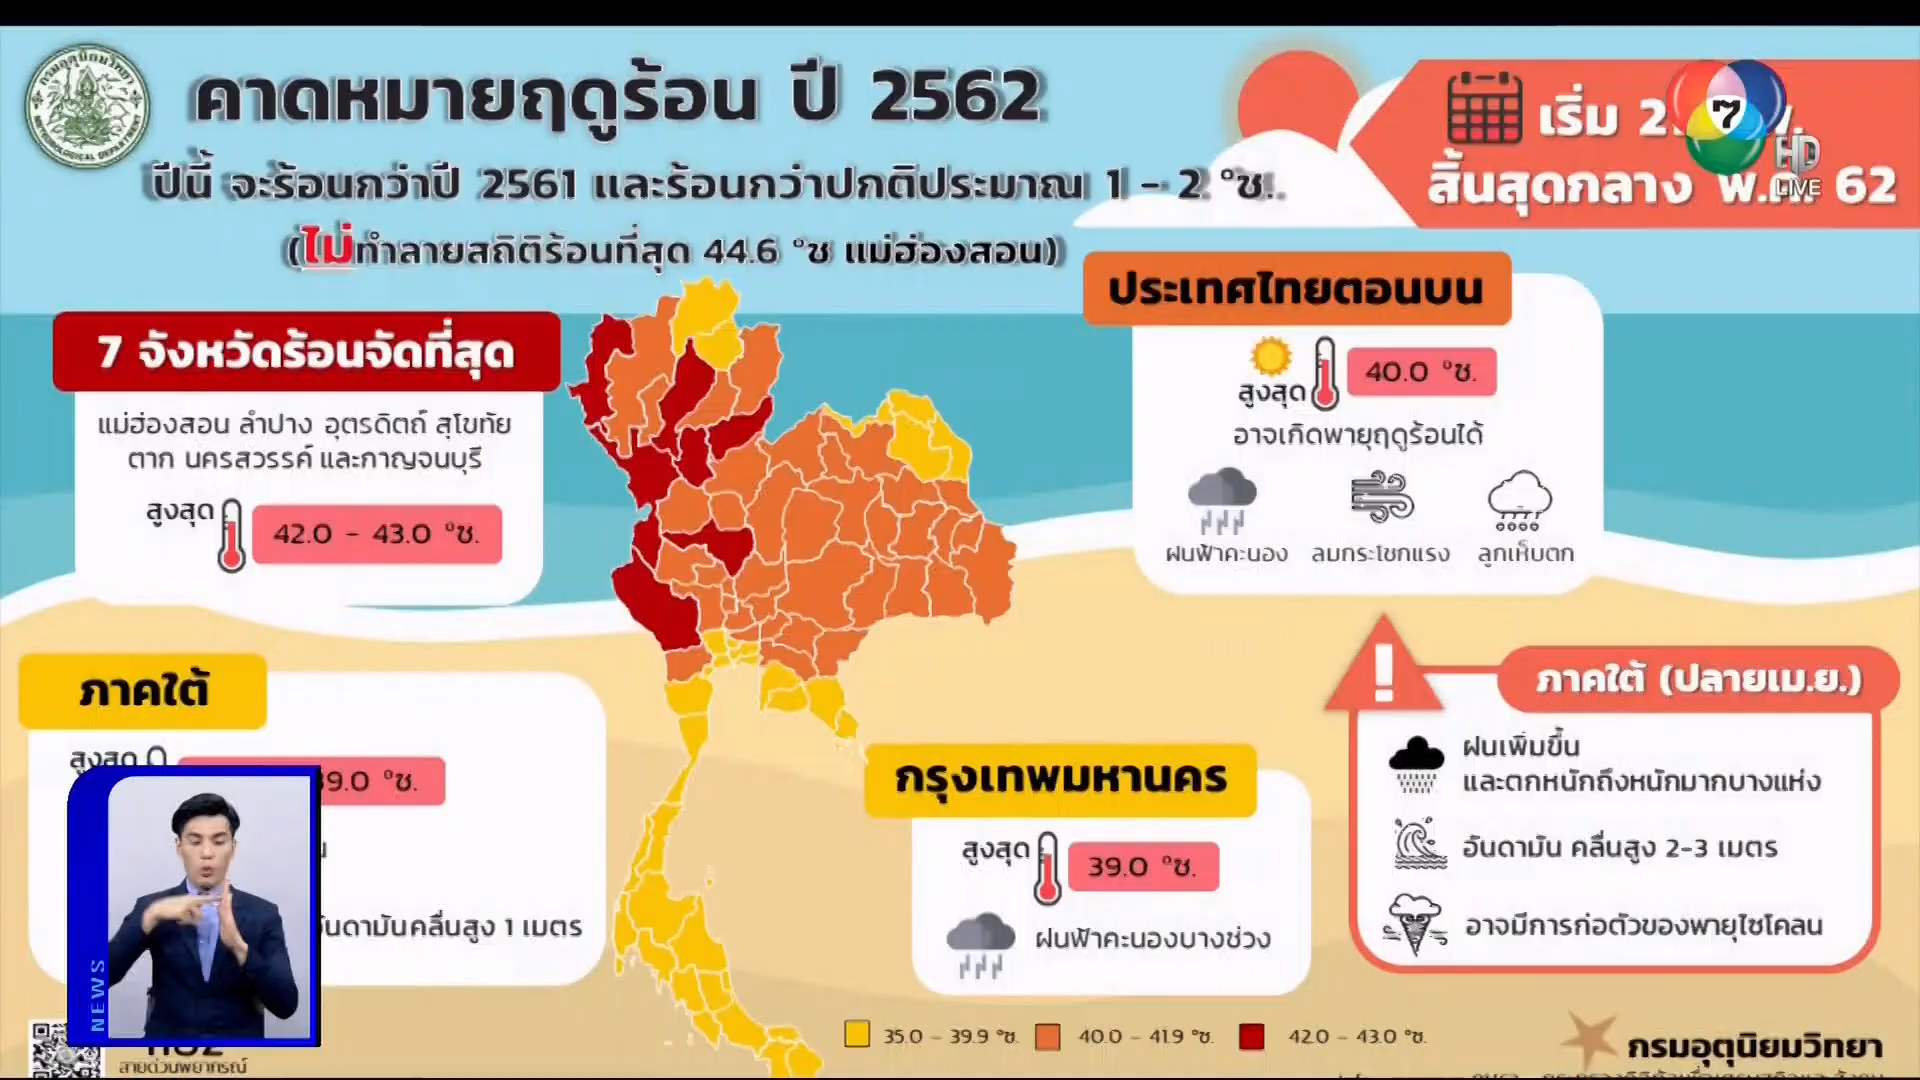 คาดหมายฤดูร้อน ปี 2562
ปีนี้ จะร้อนกว่าปี 2561 และร้อนกว่าปกติประมาณ 1 - 2 °ซ.
(ไม่ทำลายสถิติร้อนที่สุด 44.6 °ซ แม่ฮ่องสอน)
เริ่ม
สิ้นสุดกลาง พ.ค. 62
7
HD
LIVE
7 จังหวัดร้อนจัดที่สุด
แม่ฮ่องสอน ลำปาง อุตรดิตถ์ สุโขทัย
ตาก นครสวรรค์ และกาญจนบุรี
สูงสุด 42.0 - 43.0 °ซ.
ประเทศไทยตอนบน
สูงสุด 40.0 °ซ.
อาจเกิดพายุฤดูร้อนได้
ฝนฟ้าคะนอง ลมกระโชกแรง ลูกเห็บตก
ภาคใต้
สูงสุด 39.0 °ซ.
อันดามันคลื่นสูง 1 เมตร
กรุงเทพมหานคร
สูงสุด 39.0 °ซ.
ฝนฟ้าคะนองบางช่วง
ภาคใต้ (ปลายเม.ย.)
ฝนเพิ่มขึ้น
และตกหนักถึงหนักมากบางแห่ง
อันดามัน คลื่นสูง 2-3 เมตร
อาจมีการก่อตัวของพายุไซโคลน
35.0 - 39.9 °ซ. 40.0 - 41.9 °ซ. 42.0 - 43.0 °ซ.
NEWS
สายด่วนพยากรณ์
กรมอุตุนิยมวิทยา